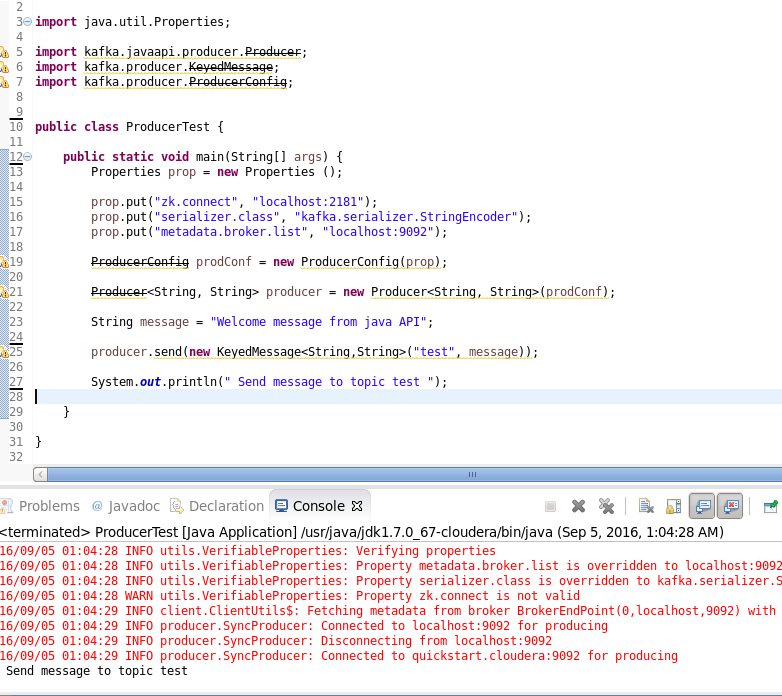 2
3 import java.util.Properties;
4
5 import kafka.javaapi.producer.Producer;
6 import kafka.producer.KeyedMessage;
7 import kafka.producer.ProducerConfig;
8
9
10 public class ProducerTest {
11
12     public static void main(String[] args) {
13         Properties prop = new Properties ();
14
15         prop.put("zk.connect", "localhost:2181");
16         prop.put("serializer.class", "kafka.serializer.StringEncoder");
17         prop.put("metadata.broker.list", "localhost:9092");
18
19         ProducerConfig prodConf = new ProducerConfig(prop);
20
21         Producer<String, String> producer = new Producer<String, String>(prodConf);
22
23         String message = "Welcome message from java API";
24
25         producer.send(new KeyedMessage<String,String>("test", message));
26
27         System.out.println(" Send message to topic test ");
28
29     }
30
31 }
32
Problems @ Javadoc Declaration Console
<terminated> ProducerTest [Java Application] /usr/java/jdk1.7.0_67-cloudera/bin/java (Sep 5, 2016, 1:04:28 AM)
16/09/05 01:04:28 INFO utils.VerifiableProperties: Verifying properties
16/09/05 01:04:28 INFO utils.VerifiableProperties: Property metadata.broker.list is overridden to localhost:9092
16/09/05 01:04:28 INFO utils.VerifiableProperties: Property serializer.class is overridden to kafka.serializer.S
16/09/05 01:04:28 WARN utils.VerifiableProperties: Property zk.connect is not valid
16/09/05 01:04:29 INFO client.ClientUtils$: Fetching metadata from broker BrokerEndPoint(0,localhost,9092) with
16/09/05 01:04:29 INFO producer.SyncProducer: Connected to localhost:9092 for producing
16/09/05 01:04:29 INFO producer.SyncProducer: Disconnecting from localhost:9092
16/09/05 01:04:29 INFO producer.SyncProducer: Connected to quickstart.cloudera:9092 for producing
 Send message to topic test